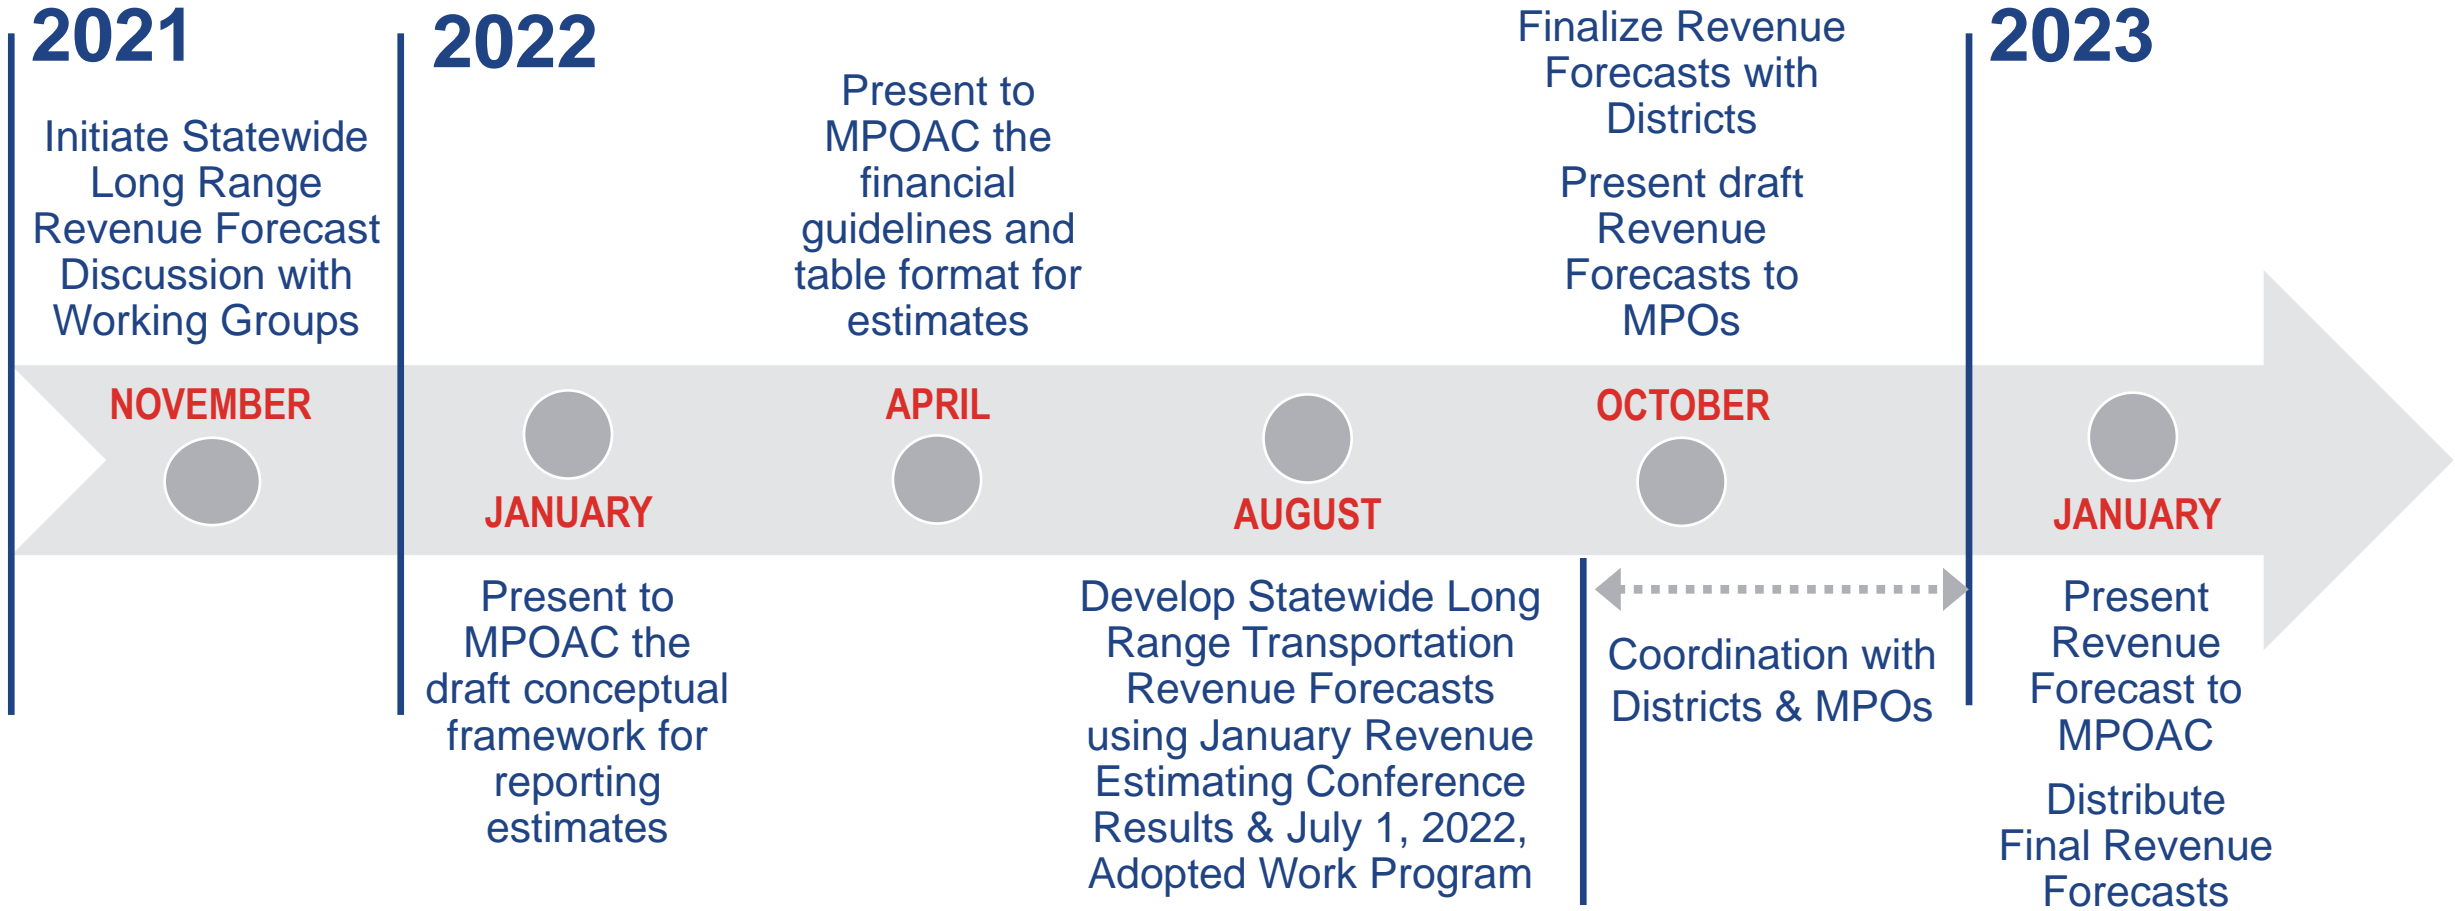 2021
Initiate Statewide
Long Range
Revenue Forecast
Discussion with
Working Groups
NOVEMBER
2022
JANUARY
Present to
MPOAC the
draft conceptual
framework for
reporting
estimates
Present to
MPOAC the
financial
guidelines and
table format for
estimates
APRIL
AUGUST
Develop Statewide Long
Range Transportation
Revenue Forecasts
using January Revenue
Estimating Conference
Results & July 1, 2022,
Adopted Work Program
Finalize Revenue
Forecasts with
Districts
Present draft
Revenue
Forecasts to
MPOs
OCTOBER
Coordination with
Districts & MPOs
2023
JANUARY
Present
Revenue
Forecast to
MPOAC
Distribute
Final Revenue
Forecasts